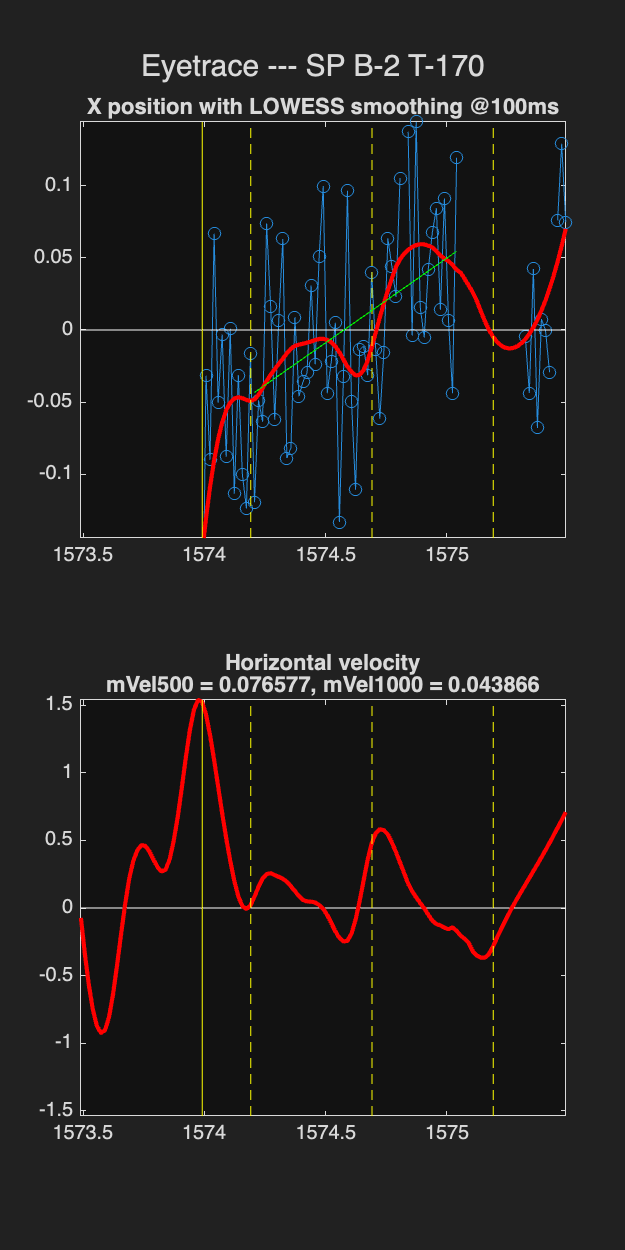 Eyetrace --- SP B-2 T-170
X position with LOWESS smoothing @100ms
0.1
0.05
0
-0.05
-0.1
1573.5 1574 1574.5 1575
Horizontal velocity
mVel500 = 0.076577, mVel1000 = 0.043866
1.5
1
0.5
0
-0.5
-1
-1.5
1573.5 1574 1574.5 1575